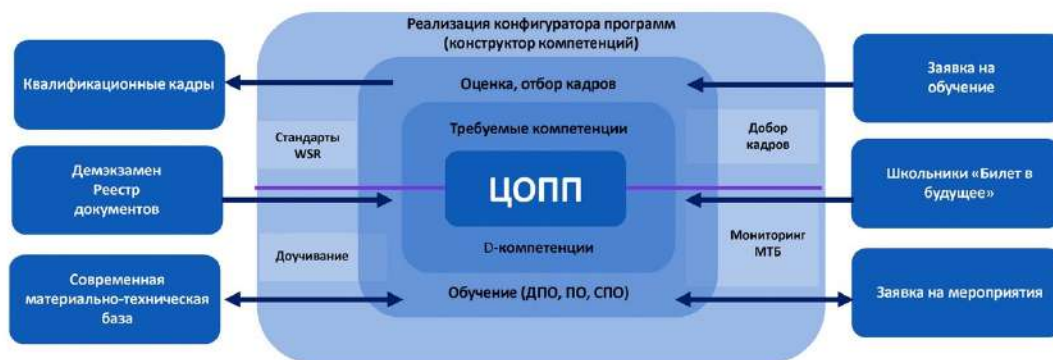 Реализация конфигуратора программ
(конструктор компетенций)
Квалификационные кадры
Оценка, отбор кадров
Заявка на
обучение
Стандарты
WSR
Требуемые компетенции
Добор
кадров
Демэкзамен
Реестр
документов
ЦОПП
Школьники «Билет в
будущее»
Доучивание
D-компетенции
Мониторинг
МТБ
Современная
материально-техническая
база
Обучение (ДПО, ПО, СПО)
Заявка на мероприятия